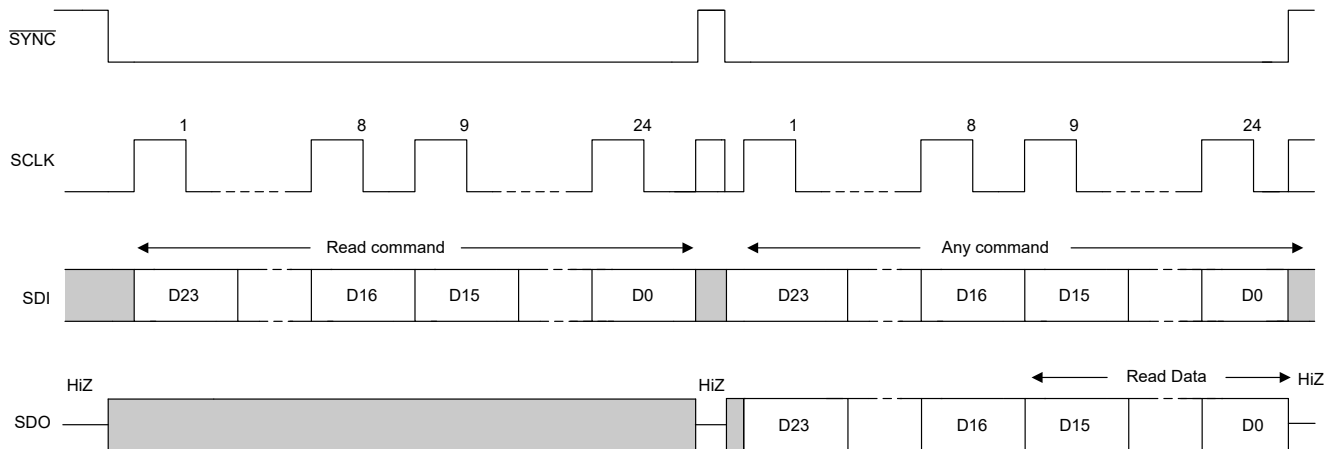 SYNC
1 8 9 24 1 8 9 24
SCLK
Read command Any command
SDI D23 D16 D15 D0 D23 D16 D15 D0
HiZ HiZ Read Data HiZ
SDO D23 D16 D15 D0